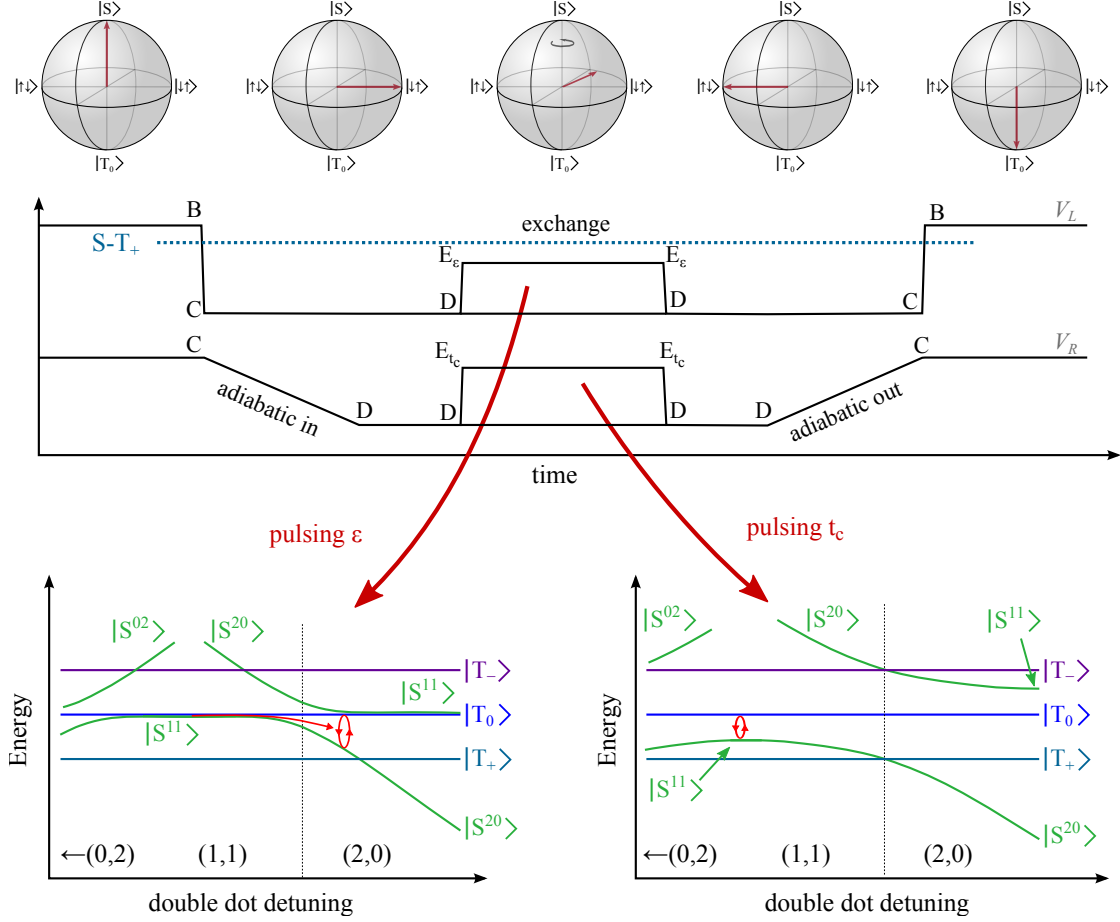 |S> |S> |S> |S> |S>
|↑↓> |↓↑> |↑↓> |↓↑> |↑↓> |↓↑> |↑↓> |↓↑> |↑↓> |↓↑>
|T₀> |T₀> |T₀> |T₀> |T₀>
B exchange B V_L
S-T₊
E_ε E_ε
C D D C
C E_tc E_tc C V_R
adiabatic in D D D D adiabatic out
time
pulsing ε
pulsing t_c
|S⁰²⟩ |S²⁰⟩
|T₋⟩
|S¹¹⟩
|T₀⟩
|S¹¹⟩
|T₊⟩
|S²⁰⟩
←(0,2) (1,1) (2,0)
Energy
double dot detuning
|S⁰²⟩ |S²⁰⟩ |S¹¹⟩
|T₋⟩
|T₀⟩
|T₊⟩
|S¹¹⟩
|S²⁰⟩
←(0,2) (1,1) (2,0)
Energy
double dot detuning